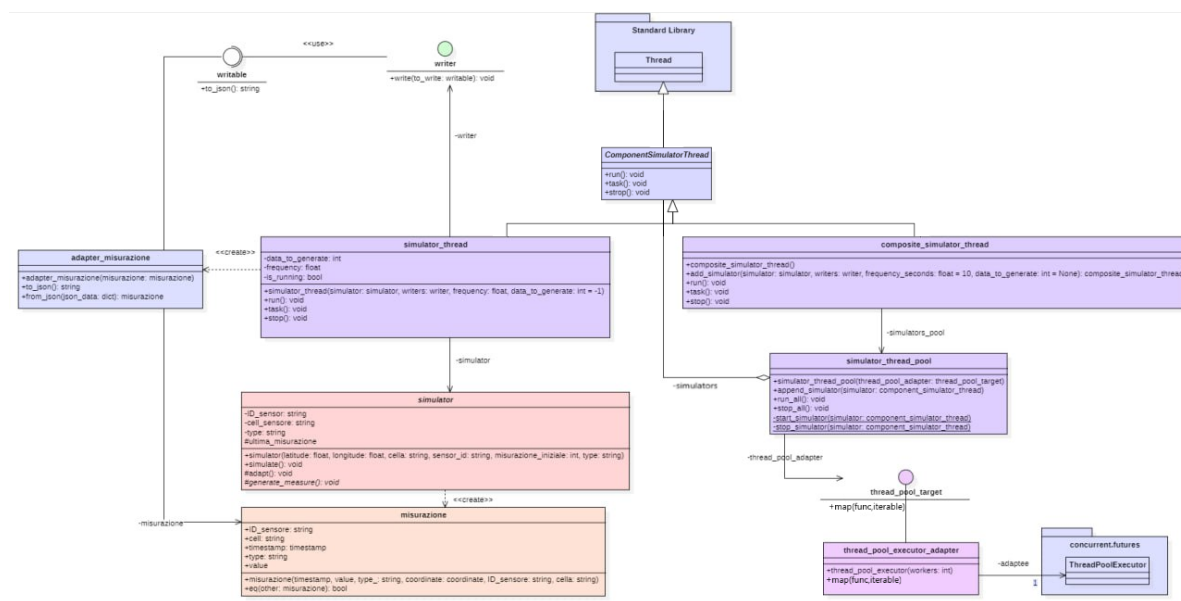 <<use>>
writable
+to_json(): string
writer
+write(to_write: writable): void
-writer
Standard Library
Thread
ComponentSimulatorThread
+run(): void
+task(): void
+strop(): void
<<create>>
adapter_misurazione
+adapter_misurazione(misurazione: misurazione)
+to_json(): string
+from_json(json_data: dict): misurazione
simulator_thread
-data_to_generate: int
-frequency: float
-is_running: bool
+simulator_thread(simulator: simulator, writers: writer, frequency: float, data_to_generate: int = -1)
+run(): void
+task(): void
+stop(): void
composite_simulator_thread
+composite_simulator_thread()
+add_simulator(simulator: simulator, writers: writer, frequency_seconds: float = 10, data_to_generate: int = None): composite_simulator_thread
+run(): void
+task(): void
+stop(): void
-simulators_pool
-simulator
-simulators
simulator_thread_pool
+simulator_thread_pool(thread_pool_adapter: thread_pool_target)
+append_simulator(simulator: component_simulator_thread)
+run_all(): void
+stop_all(): void
-start_simulator(simulator: component_simulator_thread)
-stop_simulator(simulator: component_simulator_thread)
simulator
-ID_sensor: string
-cell_sensore: string
-type: string
#ultima_misurazione
+simulator(latitude: float, longitude: float, cella: string, sensor_id: string, misurazione_iniziale: int, type: string)
+simulate(): void
#adapt(): void
#generate_measure(): void
<<create>>
-thread_pool_adapter
thread_pool_target
+map(func,iterable)
-misurazione
misurazione
+ID_sensore: string
+cell: string
+timestamp: timestamp
+type: string
+value
+misurazione(timestamp, value, type_: string, coordinate: coordinate, ID_sensore: string, cella: string)
+eq(other: misurazione): bool
thread_pool_executor_adapter
+thread_pool_executor(workers: int)
+map(func,iterable)
-adaptee
1
concurrent.futures
ThreadPoolExecutor